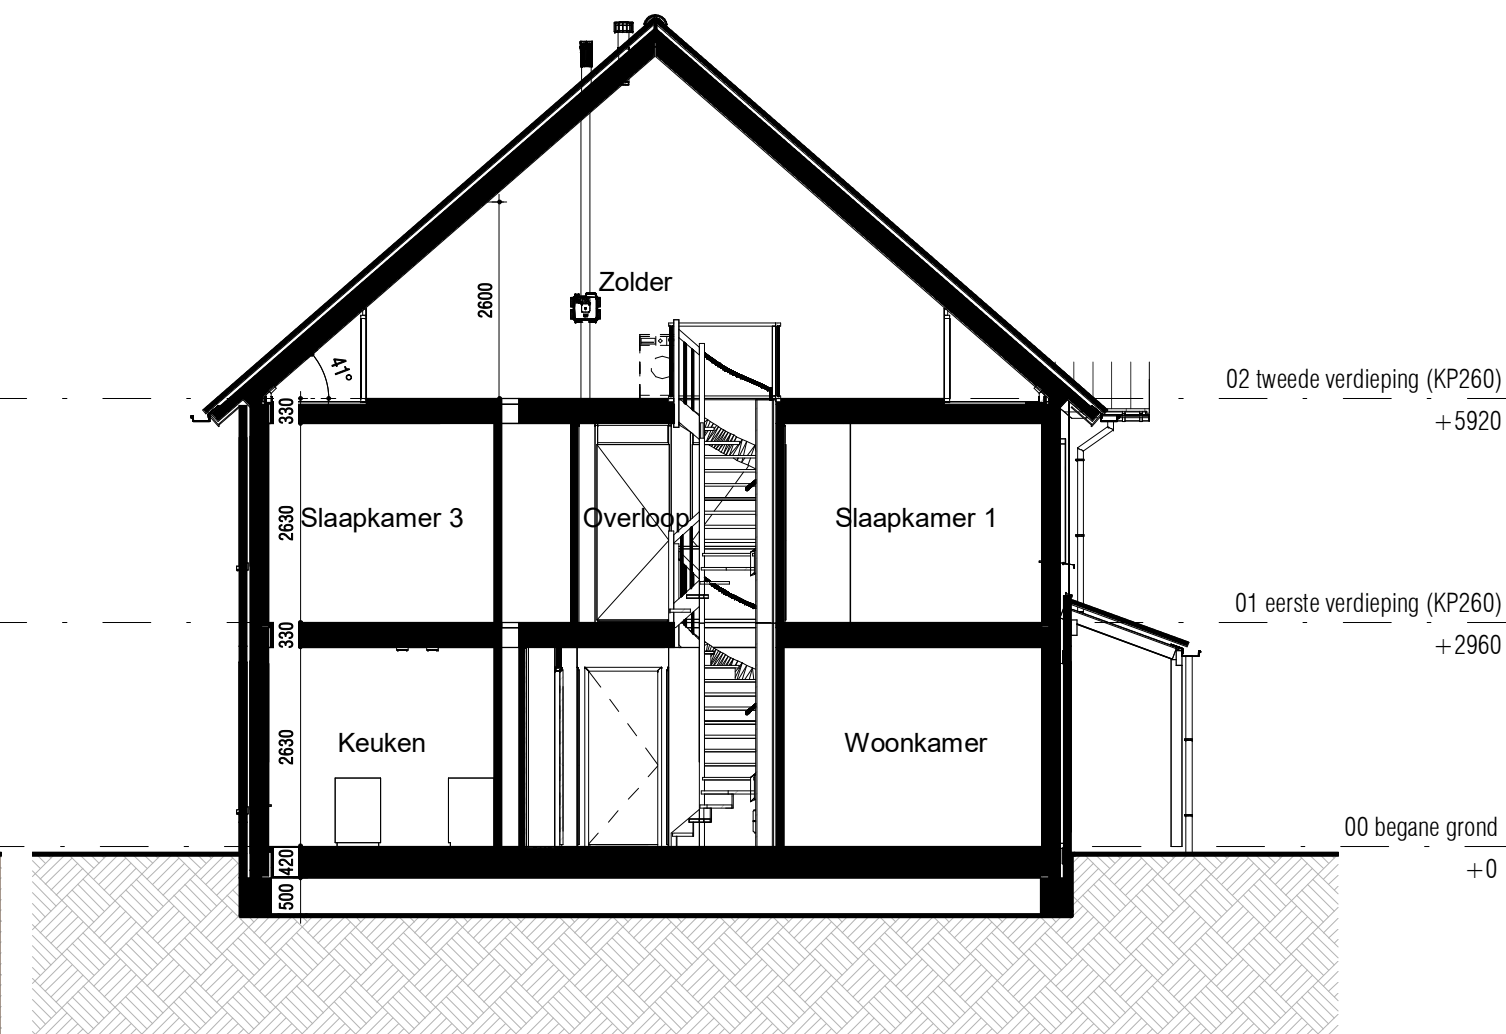 Zolder
2600
41°
02 tweede verdieping (KP260)
+5920
330
2630
Slaapkamer 3
Overloop
Slaapkamer 1
01 eerste verdieping (KP260)
+2960
330
2630
Keuken
Woonkamer
00 begane grond
+0
420
500